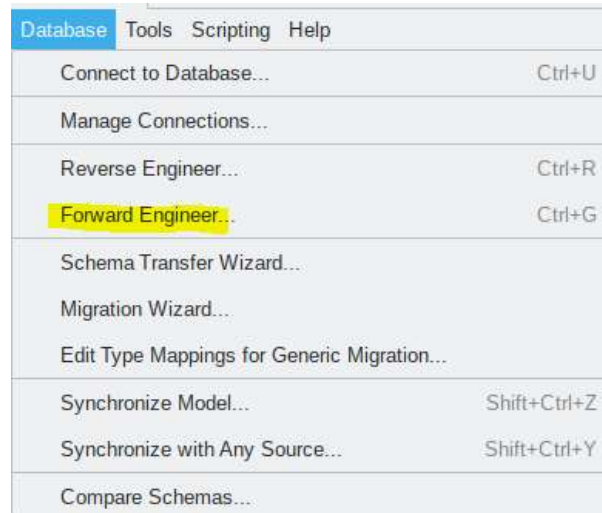 Database Tools Scripting Help
Connect to Database... Ctrl+U
Manage Connections...
Reverse Engineer... Ctrl+R
Forward Engineer... Ctrl+G
Schema Transfer Wizard...
Migration Wizard...
Edit Type Mappings for Generic Migration...
Synchronize Model... Shift+Ctrl+Z
Synchronize with Any Source... Shift+Ctrl+Y
Compare Schemas...